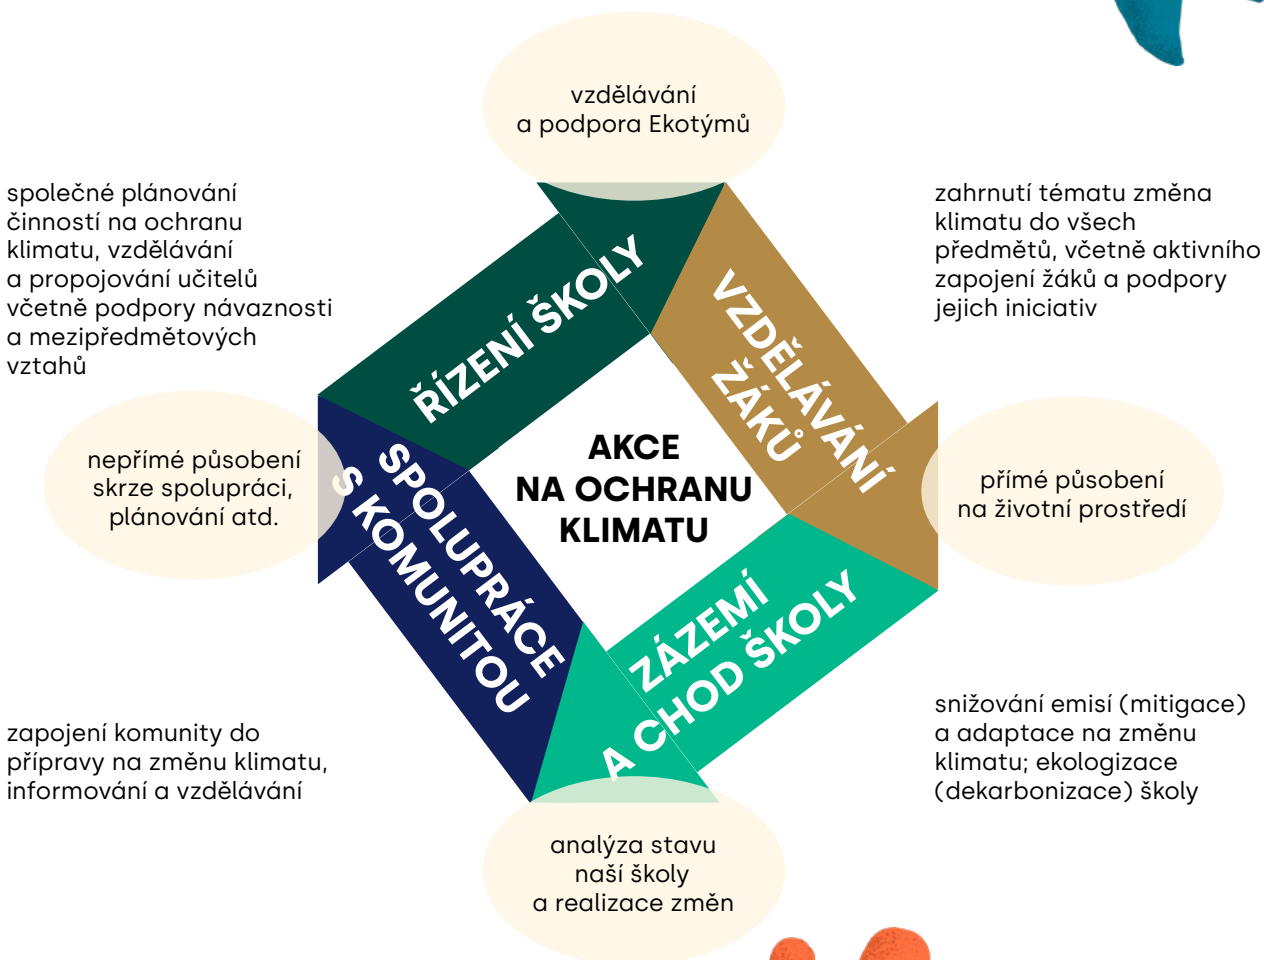 vzdělávání
a podpora Ekotýmů
společné plánování
činností na ochranu
klimatu, vzdělávání
a propojování učitelů
včetně podpory návaznosti
a mezipředmětových
vztahů
zahrnutí tématu změna
klimatu do všech
předmětů, včetně aktivního
zapojení žáků a podpory
jejich iniciativ
ŘÍZENÍ ŠKOLY
VZDĚLÁVÁNÍ
ŽÁKŮ
nepřímé působení
skrze spolupráci,
plánování atd.
AKCE
NA OCHRANU
KLIMATU
přímé působení
na životní prostředí
SPOLUPRÁCE
S KOMUNITOU
ZÁZEMÍ
A CHOD ŠKOLY
zapojení komunity do
přípravy na změnu klimatu,
informování a vzdělávání
snižování emisí (mitigace)
a adaptace na změnu
klimatu; ekologizace
(dekarbonizace) školy
analýza stavu
naší školy
a realizace změn